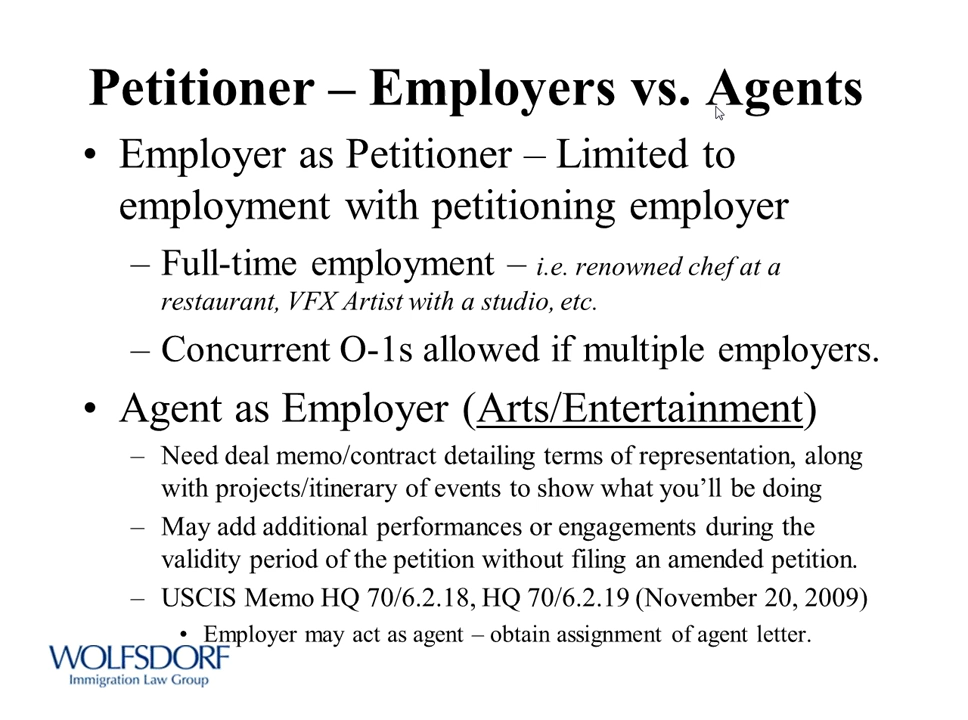 Petitioner – Employers vs. Agents
• Employer as Petitioner – Limited to
employment with petitioning employer
– Full-time employment – i.e. renowned chef at a
restaurant, VFX Artist with a studio, etc.
– Concurrent O-1s allowed if multiple employers.
• Agent as Employer (Arts/Entertainment)
– Need deal memo/contract detailing terms of representation, along
with projects/itinerary of events to show what you’ll be doing
– May add additional performances or engagements during the
validity period of the petition without filing an amended petition.
– USCIS Memo HQ 70/6.2.18, HQ 70/6.2.19 (November 20, 2009)
• Employer may act as agent – obtain assignment of agent letter.
WOLFSDORF
Immigration Law Group